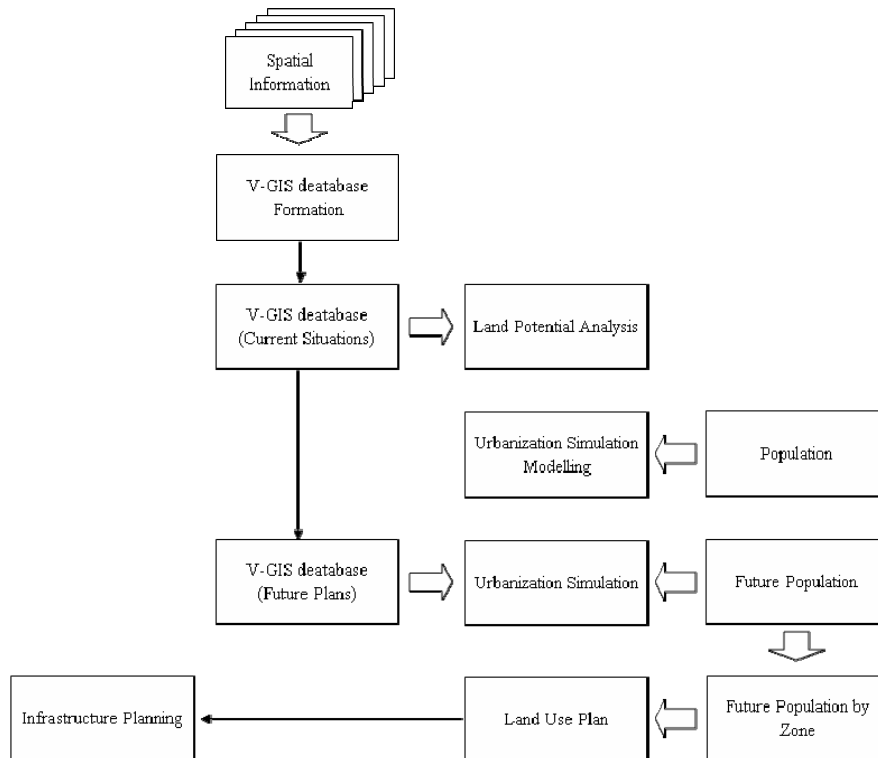 Spatial
Information
V-GIS deatabase
Formation
V-GIS deatabase
(Current Situations)
Land Potential Analysis
Urbanization Simulation
Modelling
Population
V-GIS deatabase
(Future Plans)
Urbanization Simulation
Future Population
Infrastructure Planning
Land Use Plan
Future Population by
Zone